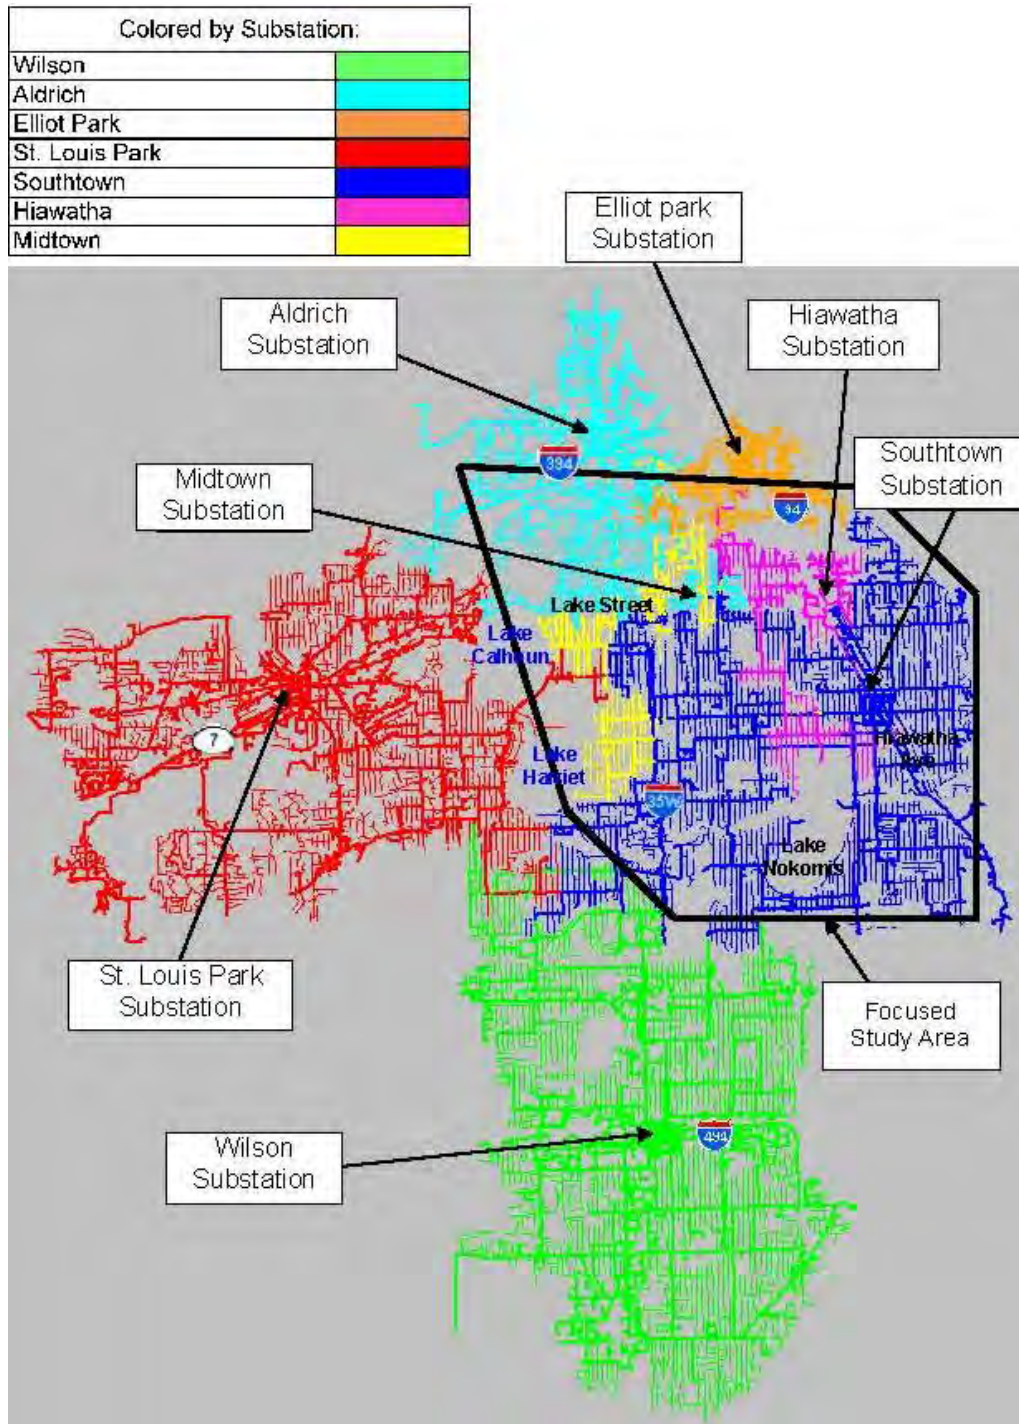 Colored by Substation:
Wilson
Aldrich
Elliot Park
St. Louis Park
Southtown
Hiawatha
Midtown
Elliot park
Substation
Aldrich
Substation
Hiawatha
Substation
Southtown
Substation
Midtown
Substation
394
94
Lake Street
Lake
Calhoun
7
Hiawatha
Ave
Lake
Harriet
35W
Lake
Nokomis
St. Louis Park
Substation
Focused
Study Area
494
Wilson
Substation